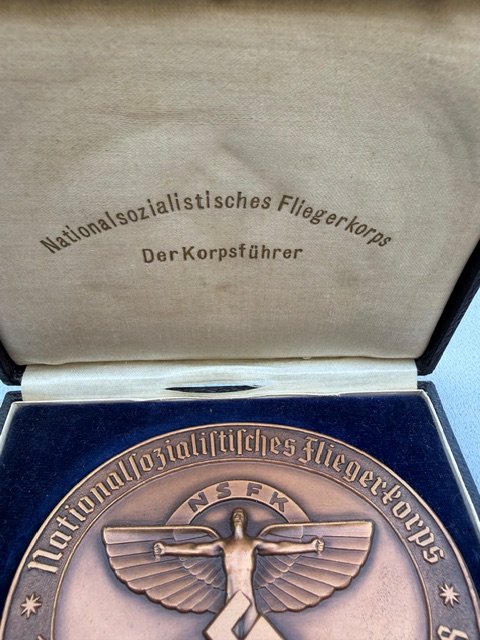 Nationalsozialistisches Fliegerkorps
Der Korpsführer
Nationalsozialistisches Fliegerkorps
NSFK